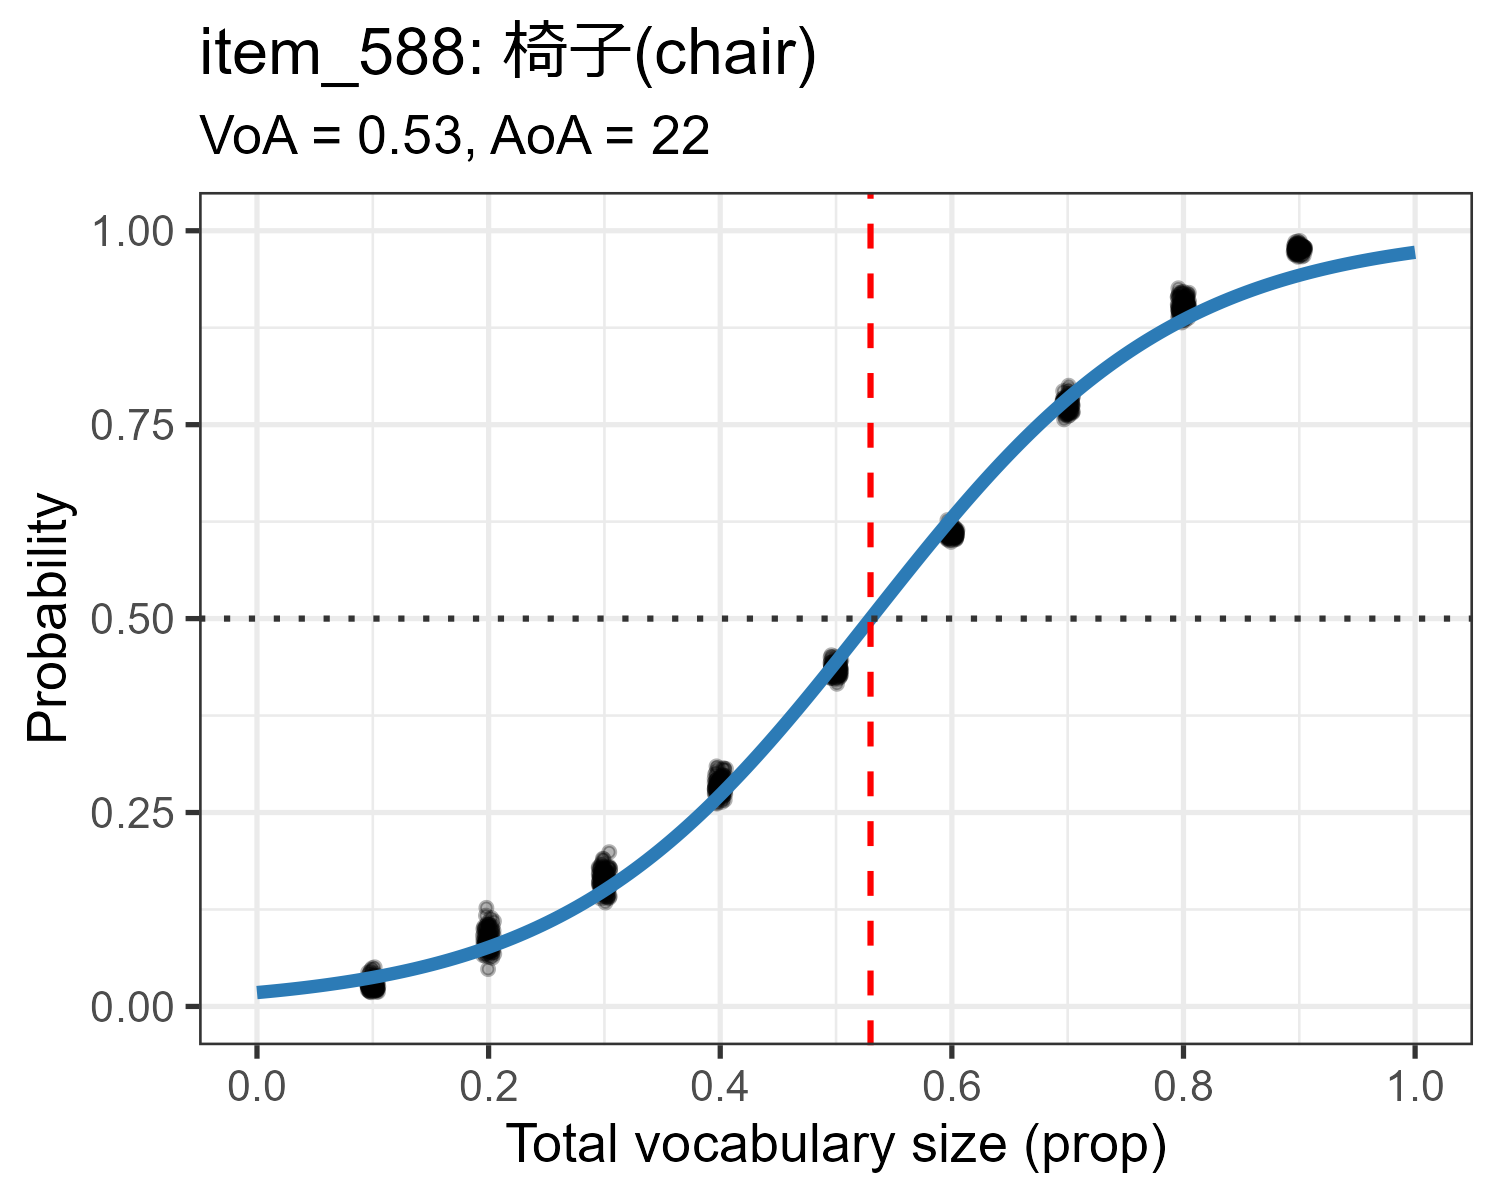 item_588: 椅子(chair)
VoA = 0.53, AoA = 22
1.00
0.75
0.50
0.25
0.00
Probability
0.0 0.2 0.4 0.6 0.8 1.0
Total vocabulary size (prop)